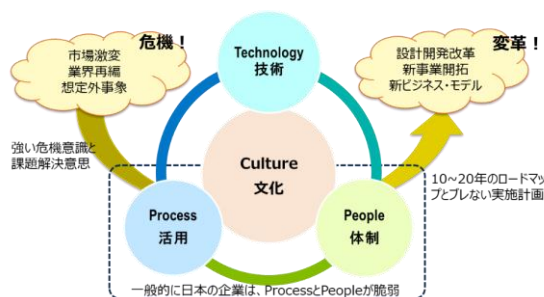 危機！
市場激変
業界再編
想定外事象
Technology
技術
変革！
設計開発改革
新事業開拓
新ビジネス・モデル
強い危機意識と
課題解決意思
Culture
文化
10~20年のロードマッ
プとブレない実施計画
Process
活用
People
体制
一般的に日本の企業は、ProcessとPeopleが脆弱